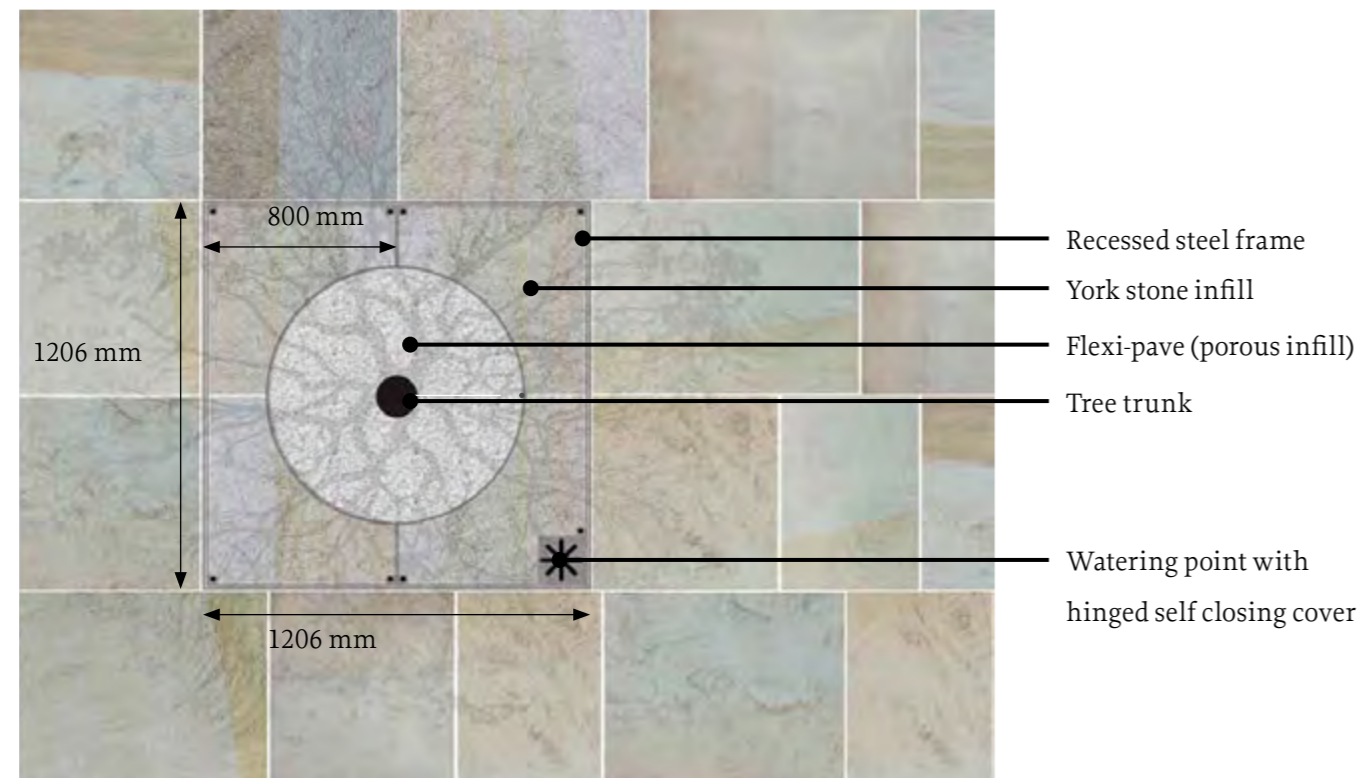 800 mm
1206 mm
1206 mm
Recessed steel frame
York stone infill
Flexi-pave (porous infill)
Tree trunk
Watering point with
hinged self closing cover